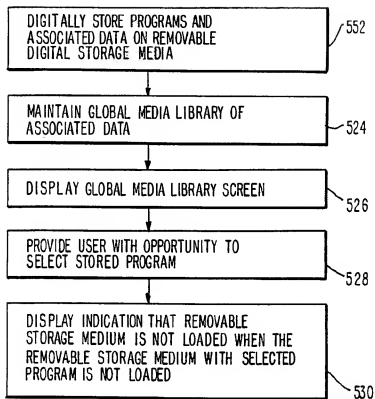 DIGITALLY STORE PROGRAMS AND
ASSOCIATED DATA ON REMOVABLE
DIGITAL STORAGE MEDIA
552
MAINTAIN GLOBAL MEDIA LIBRARY OF
ASSOCIATED DATA
524
DISPLAY GLOBAL MEDIA LIBRARY SCREEN
526
PROVIDE USER WITH OPPORTUNITY TO
SELECT STORED PROGRAM
528
DISPLAY INDICATION THAT REMOVABLE
STORAGE MEDIUM IS NOT LOADED WHEN THE
REMOVABLE STORAGE MEDIUM WITH SELECTED
PROGRAM IS NOT LOADED
530